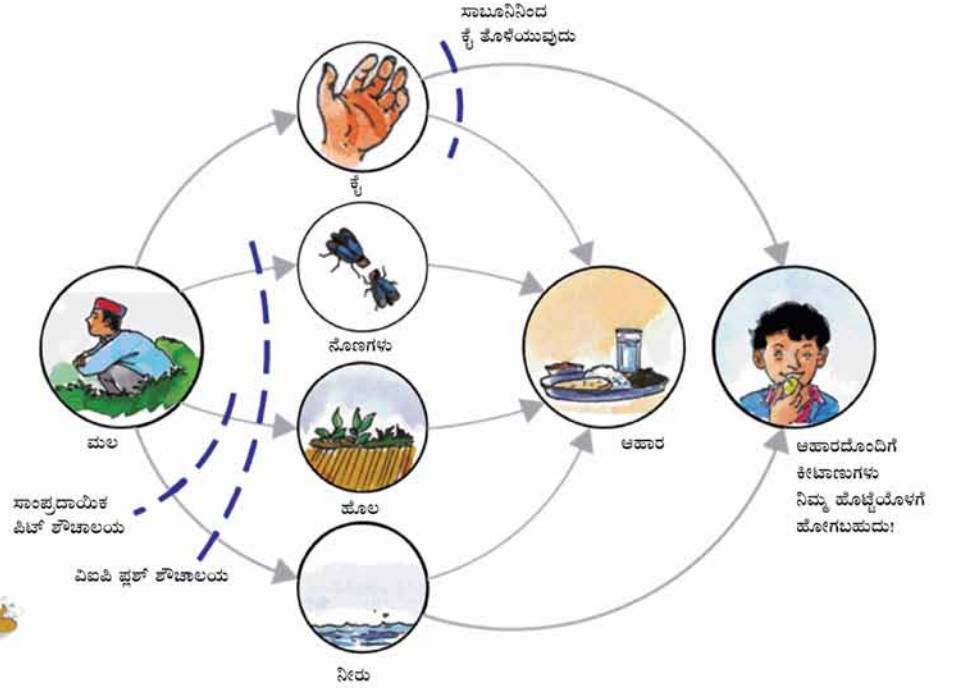 ಸಾಬೂನಿನಿಂದ
ಕೈ ತೊಳೆಯುವುದು
ಕೈ
ನೊಣಗಳು
ಮಲ
ಹೊಲ
ಆಹಾರ
ಆಹಾರದೊಂದಿಗೆ
ಕೀಟಾಣುಗಳು
ನಿಮ್ಮ ಹೊಟ್ಟೆಯೊಳಗೆ
ಹೋಗಬಹುದು!
ಸಾಂಪ್ರದಾಯಿಕ
ಪಿಟ್ ಶೌಚಾಲಯ
ವಿಐಪಿ ಪ್ಲಶ್ ಶೌಚಾಲಯ
ನೀರು